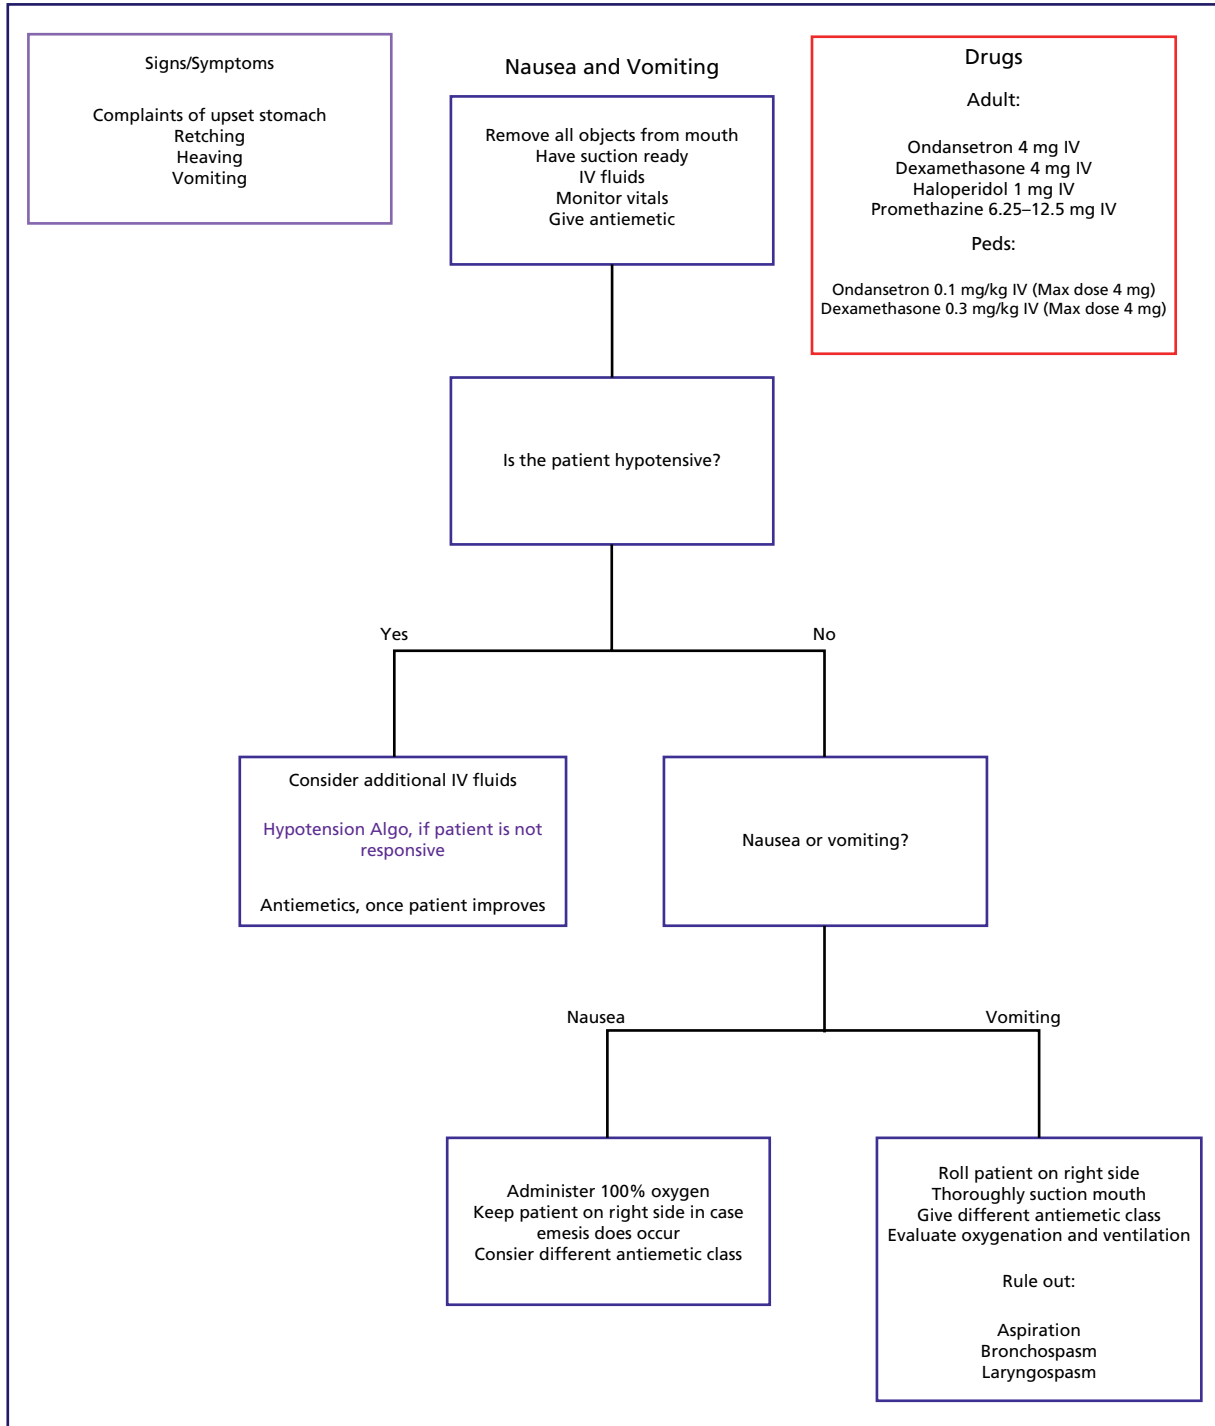 Signs/Symptoms
Complaints of upset stomach
Retching
Heaving
Vomiting
Nausea and Vomiting
Remove all objects from mouth
Have suction ready
IV fluids
Monitor vitals
Give antiemetic
Drugs
Adult:
Ondansetron 4 mg IV
Dexamethasone 4 mg IV
Haloperidol 1 mg IV
Promethazine 6.25–12.5 mg IV
Peds:
Ondansetron 0.1 mg/kg IV (Max dose 4 mg)
Dexamethasone 0.3 mg/kg IV (Max dose 4 mg)
Is the patient hypotensive?
Yes
No
Consider additional IV fluids
Hypotension Algo, if patient is not
responsive
Antiemetics, once patient improves
Nausea or vomiting?
Nausea
Vomiting
Administer 100% oxygen
Keep patient on right side in case
emesis does occur
Consier different antiemetic class
Roll patient on right side
Thoroughly suction mouth
Give different antiemetic class
Evaluate oxygenation and ventilation
Rule out:
Aspiration
Bronchospasm
Laryngospasm